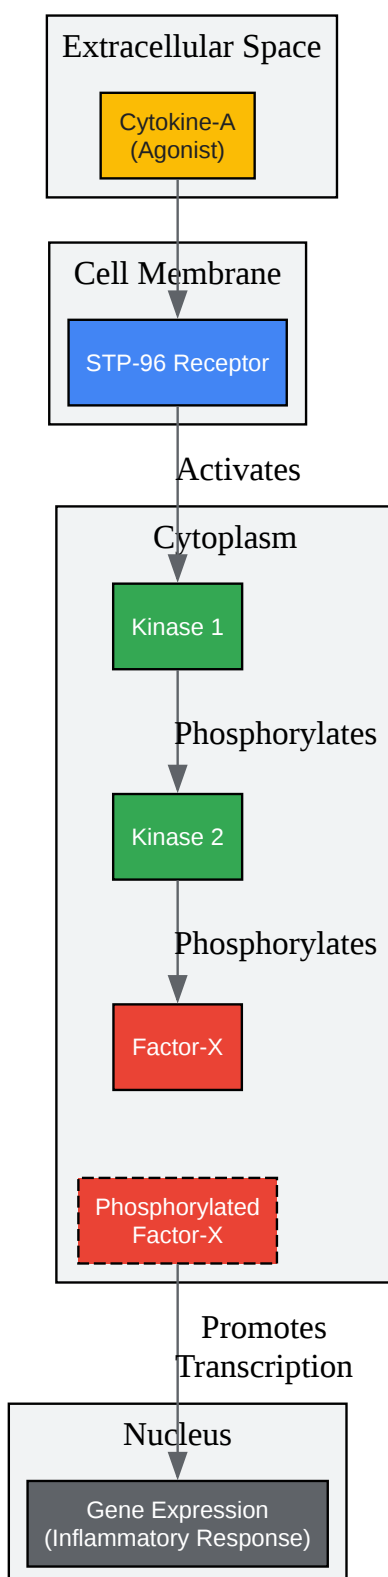 Extracellular Space
Cytokine-A
(Agonist)
Cell Membrane
STP-96 Receptor
Activates
Cytoplasm
Kinase 1
Phosphorylates
Kinase 2
Phosphorylates
Factor-X
Phosphorylated
Factor-X
Promotes
Transcription
Nucleus
Gene Expression
(Inflammatory Response)